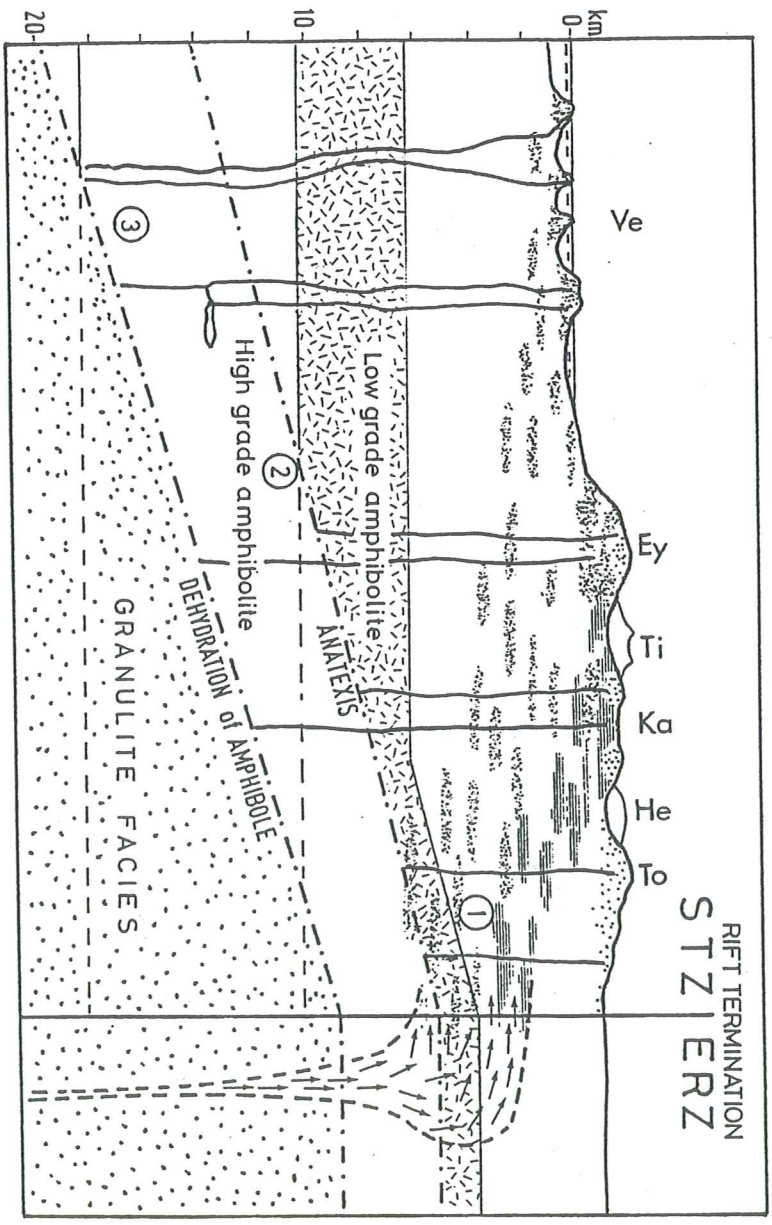 RIFT TERMINATION
STZ ERZ
km
0
10
20
Ve
Ey
Ti
Ka
He
To
1
2
3
Low grade amphibolite
High grade amphibolite
ANATEXIS
DEHYDRATION of AMPHIBOLE
GRANULITE FACIES